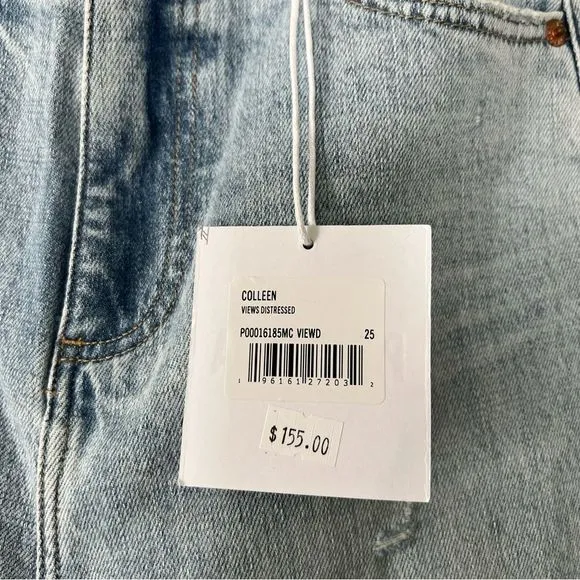 COLLEEN
VIEWS DISTRESSED
P00016185MC VIEWD 25
1 96161 27203 2
$155.00